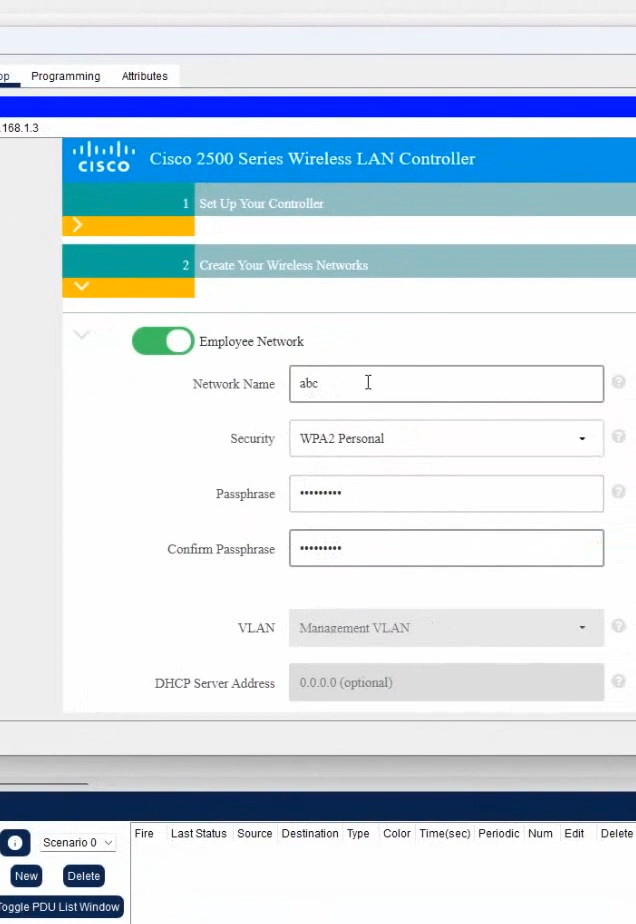 Programming Attributes
.168.1.3
CISCO Cisco 2500 Series Wireless LAN Controller
1 Set Up Your Controller
2 Create Your Wireless Networks
Employee Network
Network Name abc
Security WPA2 Personal
Passphrase •••••••••
Confirm Passphrase •••••••••
VLAN Management VLAN
DHCP Server Address 0.0.0.0 (optional)
Fire Last Status Source Destination Type Color Time(sec) Periodic Num Edit Delete
Scenario 0
New Delete
Toggle PDU List Window